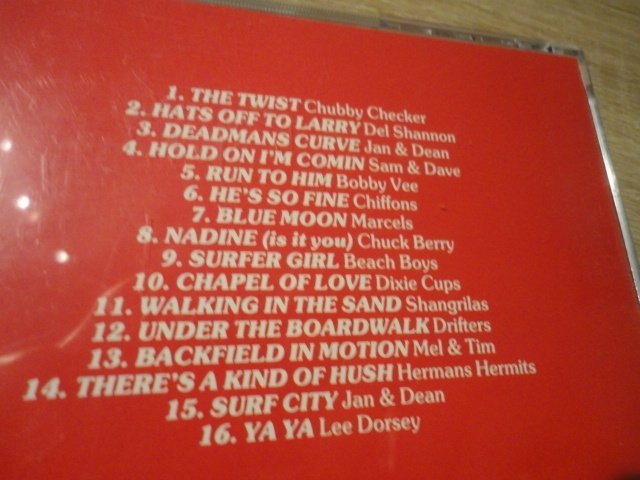 1. THE TWIST Chubby Checker
2. HATS OFF TO LARRY Del Shannon
3. DEADMANS CURVE Jan & Dean
4. HOLD ON I'M COMIN Sam & Dave
5. RUN TO HIM Bobby Vee
6. HE'S SO FINE Chiffons
7. BLUE MOON Marcels
8. NADINE (is it you) Chuck Berry
9. SURFER GIRL Beach Boys
10. CHAPEL OF LOVE Dixie Cups
11. WALKING IN THE SAND Shangrilas
12. UNDER THE BOARDWALK Drifters
13. BACKFIELD IN MOTION Mel & Tim
14. THERE'S A KIND OF HUSH Hermans Hermits
15. SURF CITY Jan & Dean
16. YA YA Lee Dorsey